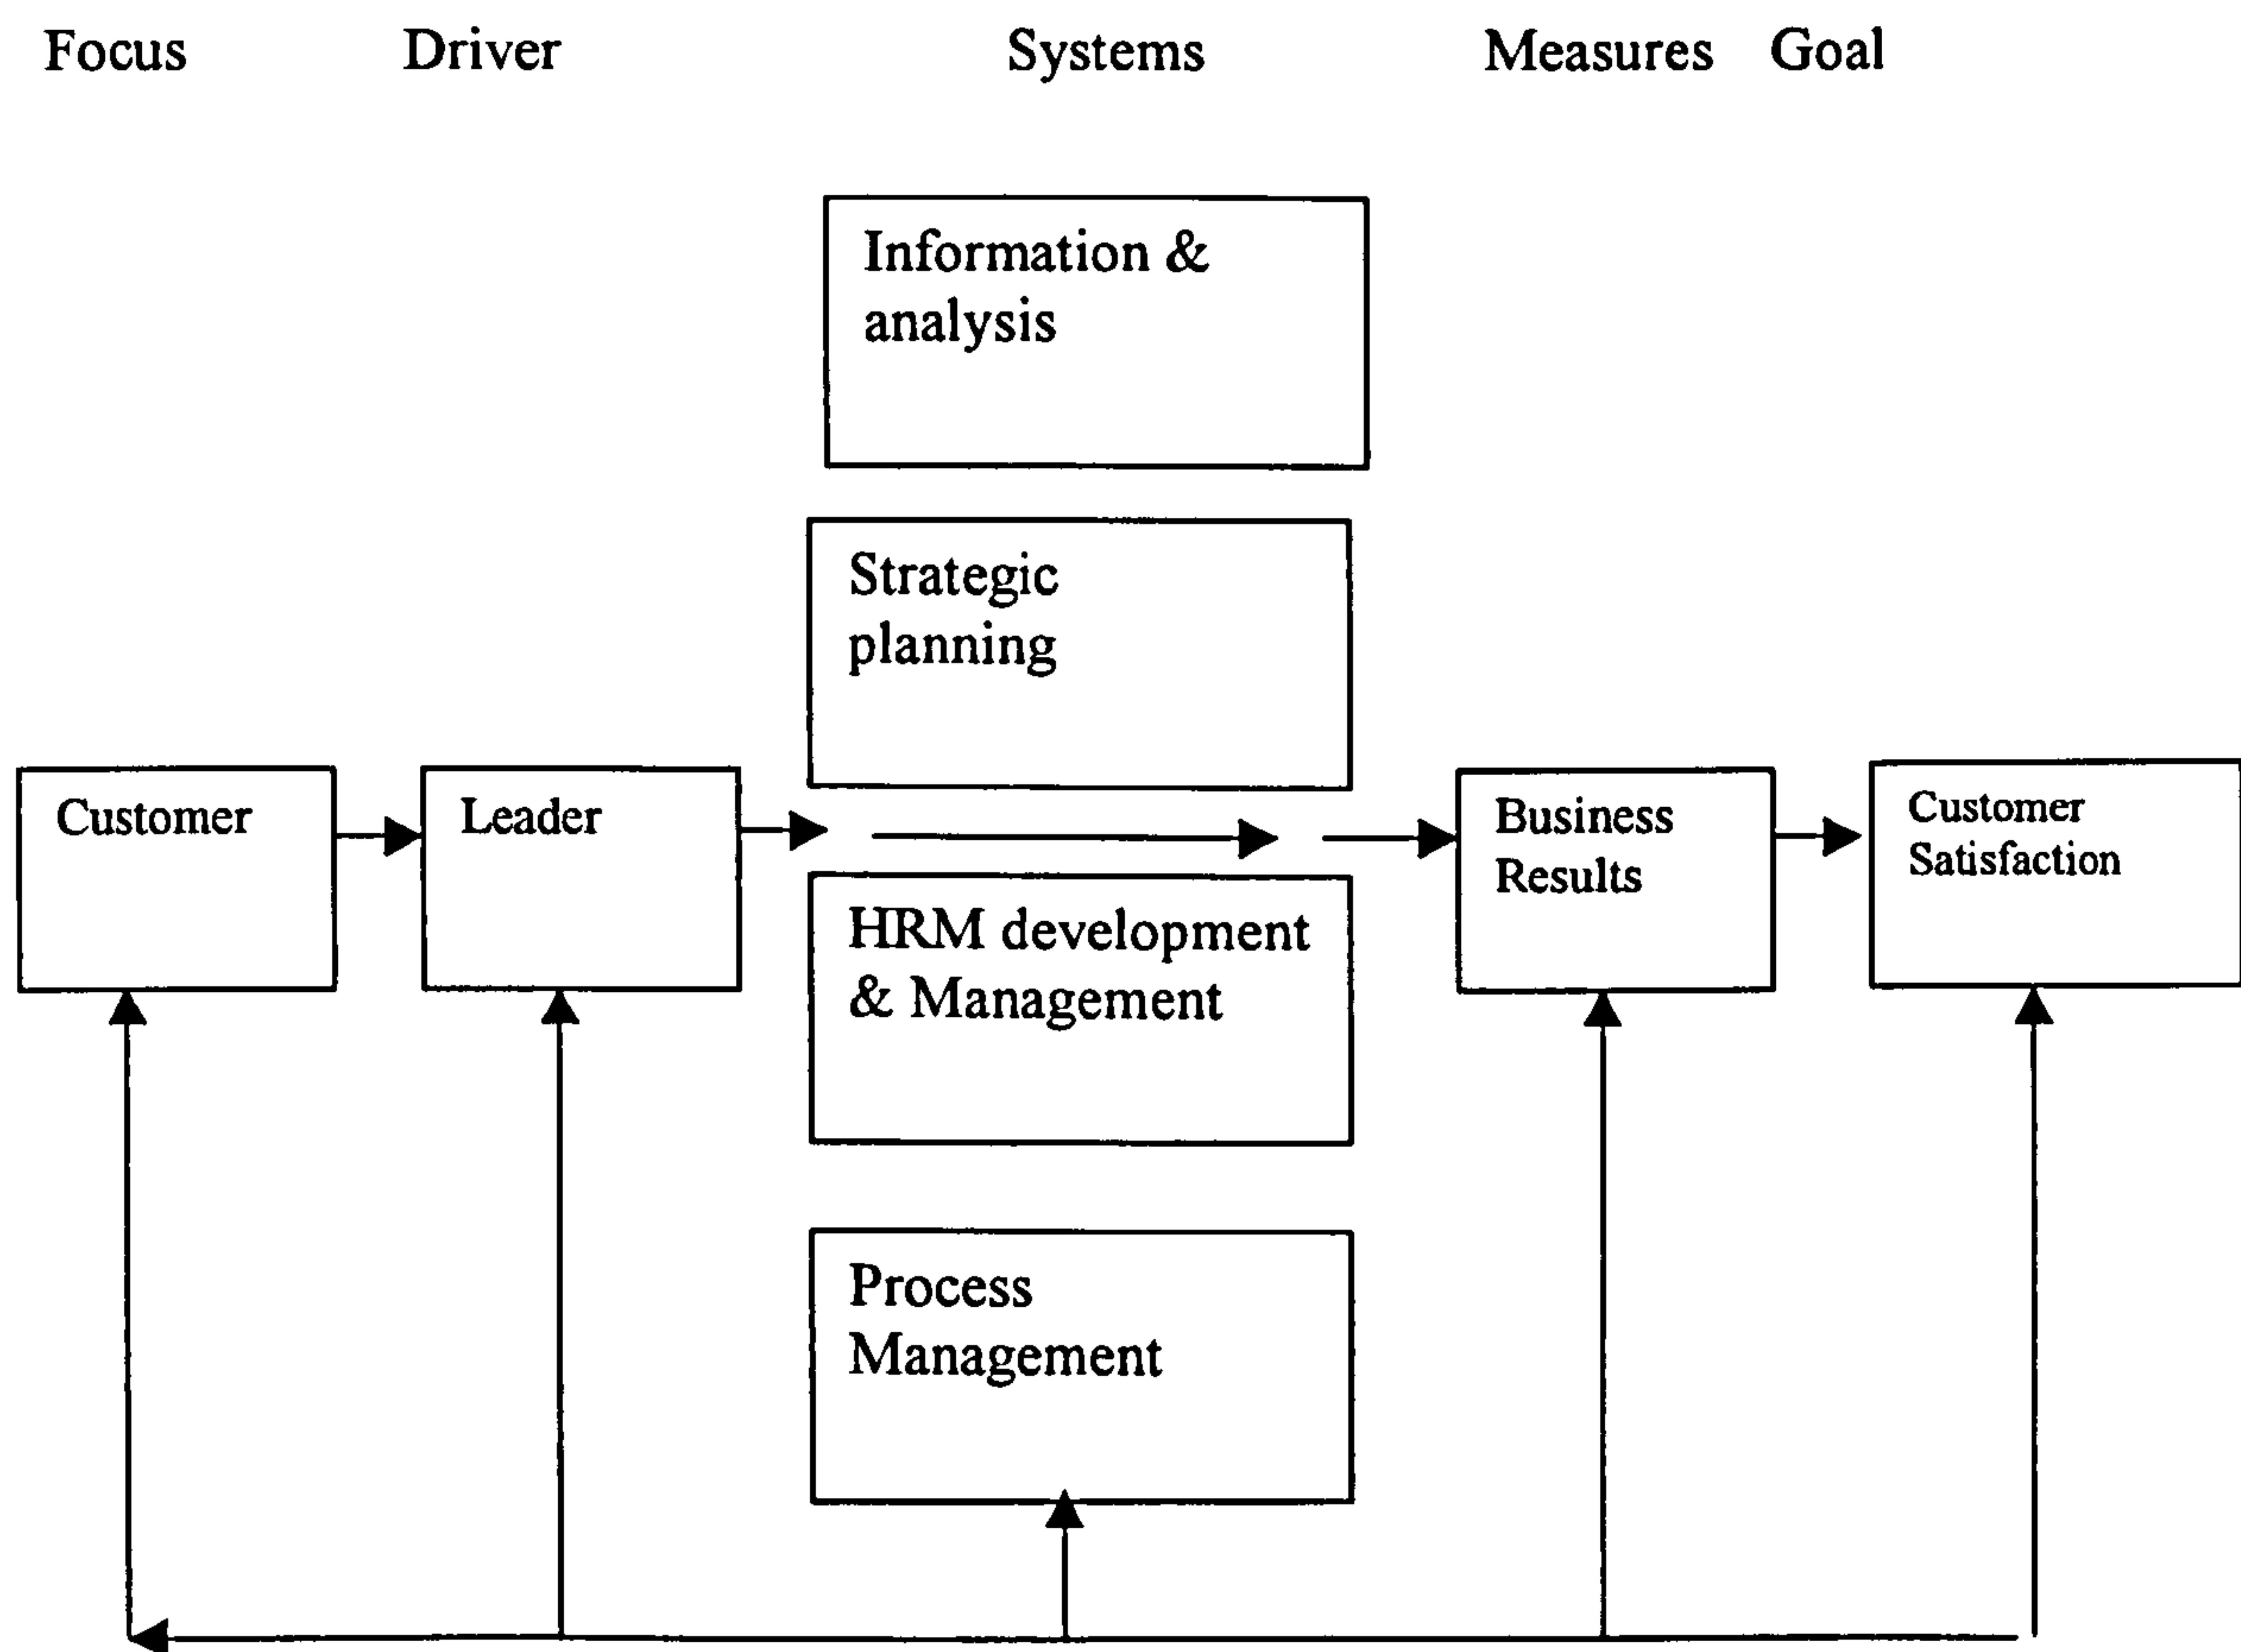 Focus Driver Systems Measures Goal
Information &
analysis
Strategic
planning
Customer
Leader
HRM development
& Management
Business
Results
Customer
Satisfaction
Process
Management